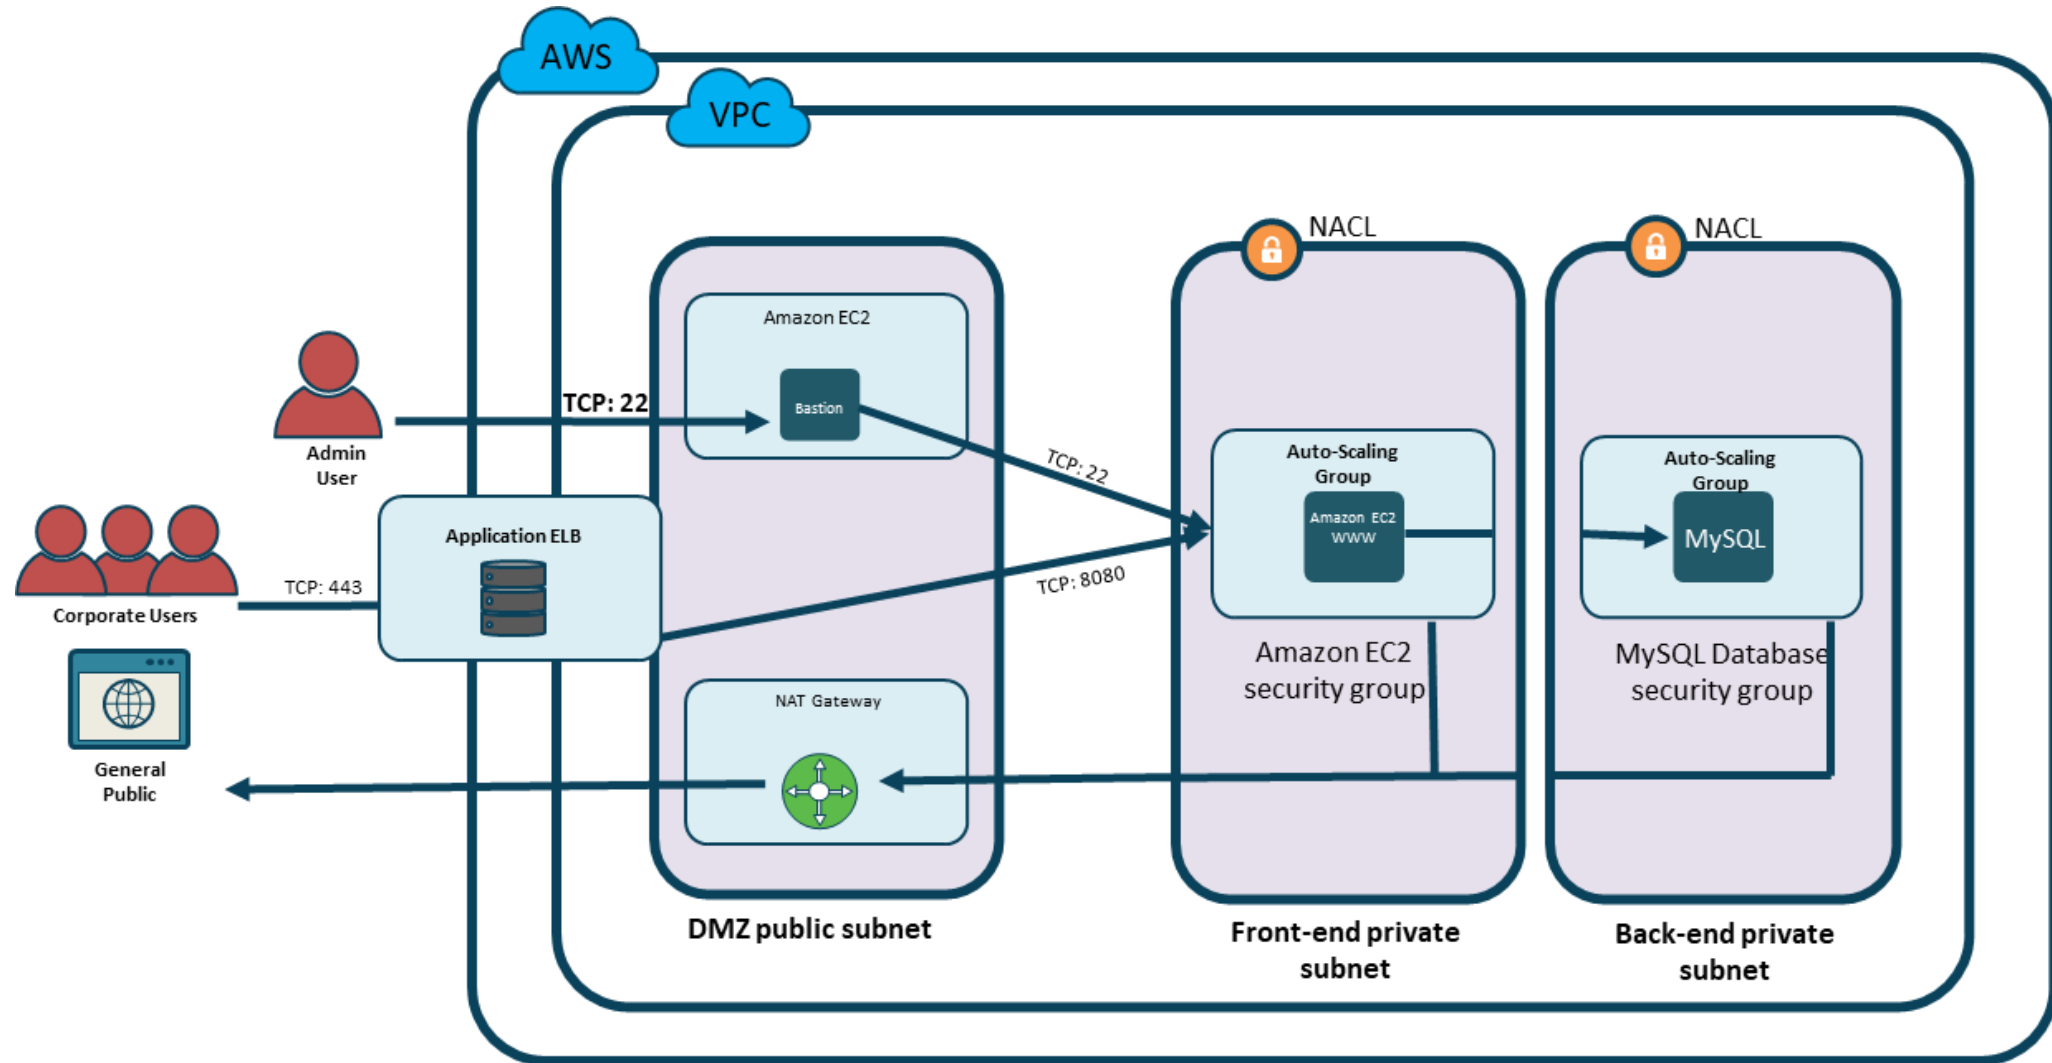 AWS
VPC
NACL
NACL
Amazon EC2
Bastion
TCP: 22
TCP: 22
Admin
User
Auto-Scaling
Group
Amazon EC2
WWW
Auto-Scaling
Group
MySQL
Application ELB
TCP: 443
TCP: 8080
Corporate Users
Amazon EC2
security group
MySQL Database
security group
NAT Gateway
General
Public
DMZ public subnet
Front-end private
subnet
Back-end private
subnet